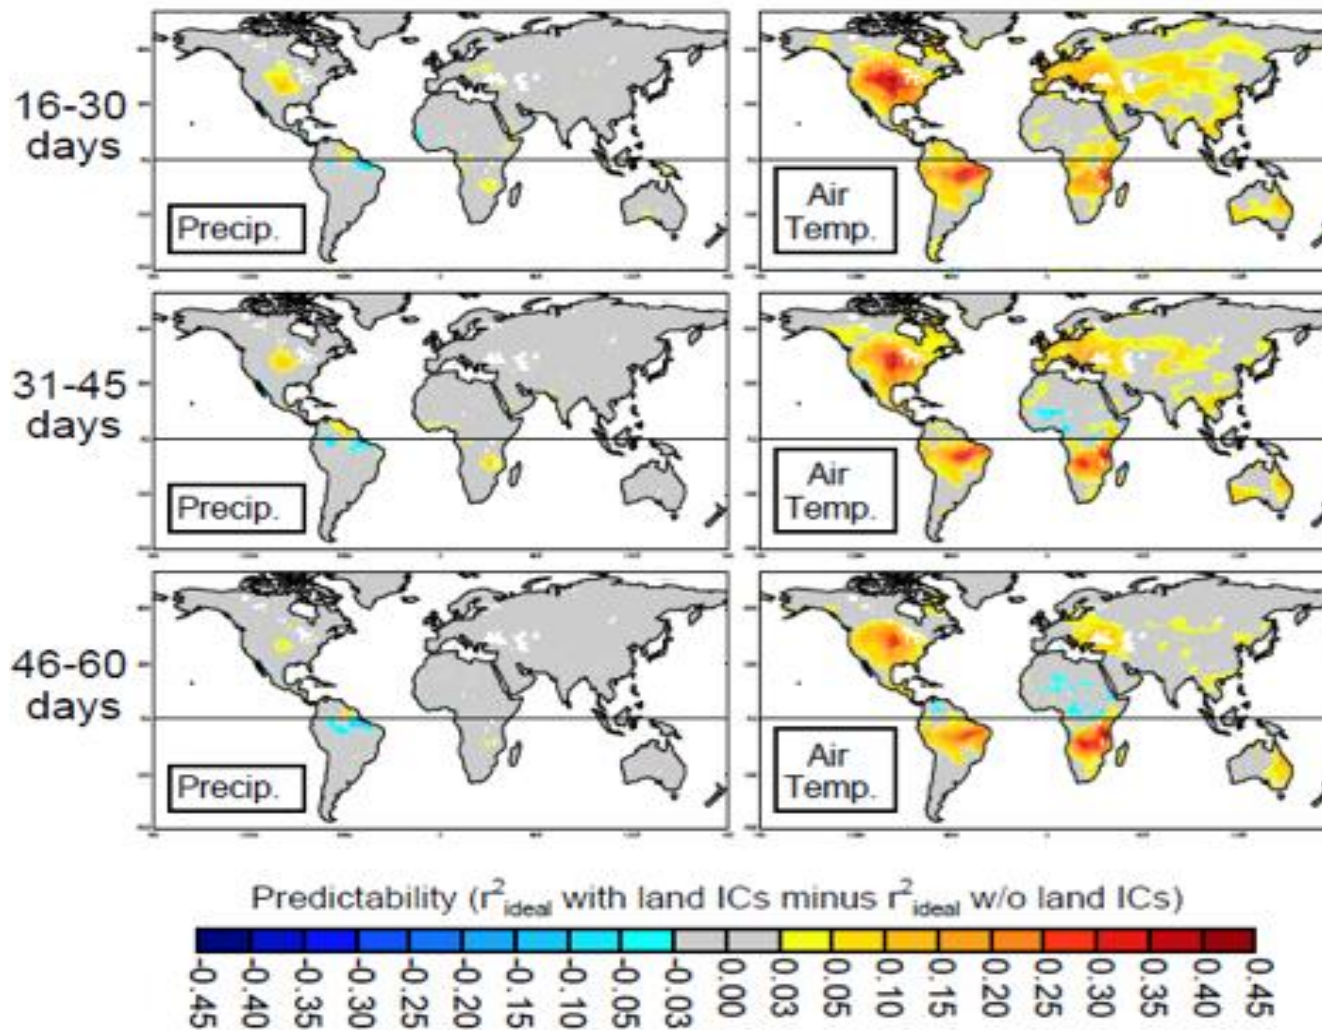 16-30
days
Precip.
Air
Temp.
31-45
days
Precip.
Air
Temp.
46-60
days
Precip.
Air
Temp.
Predictability (r²ideal with land ICs minus r²ideal w/o land ICs)
-0.45
-0.40
-0.35
-0.30
-0.25
-0.20
-0.15
-0.10
-0.05
-0.03
0.00
0.03
0.05
0.10
0.15
0.20
0.25
0.30
0.35
0.40
0.45